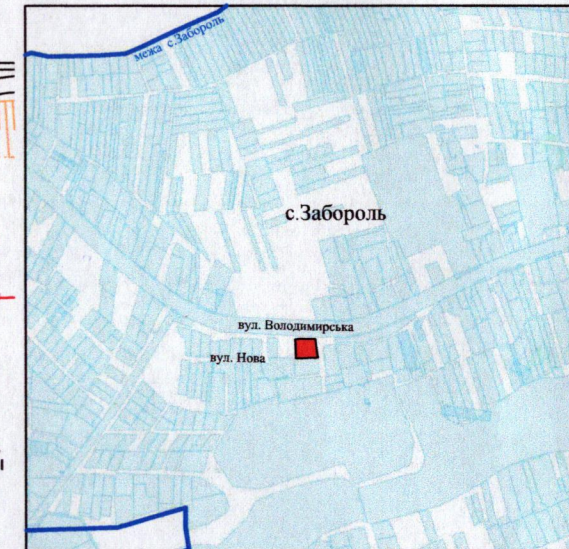 межа с.Забороль
с.Забороль
вул. Володимирська
вул. Нова